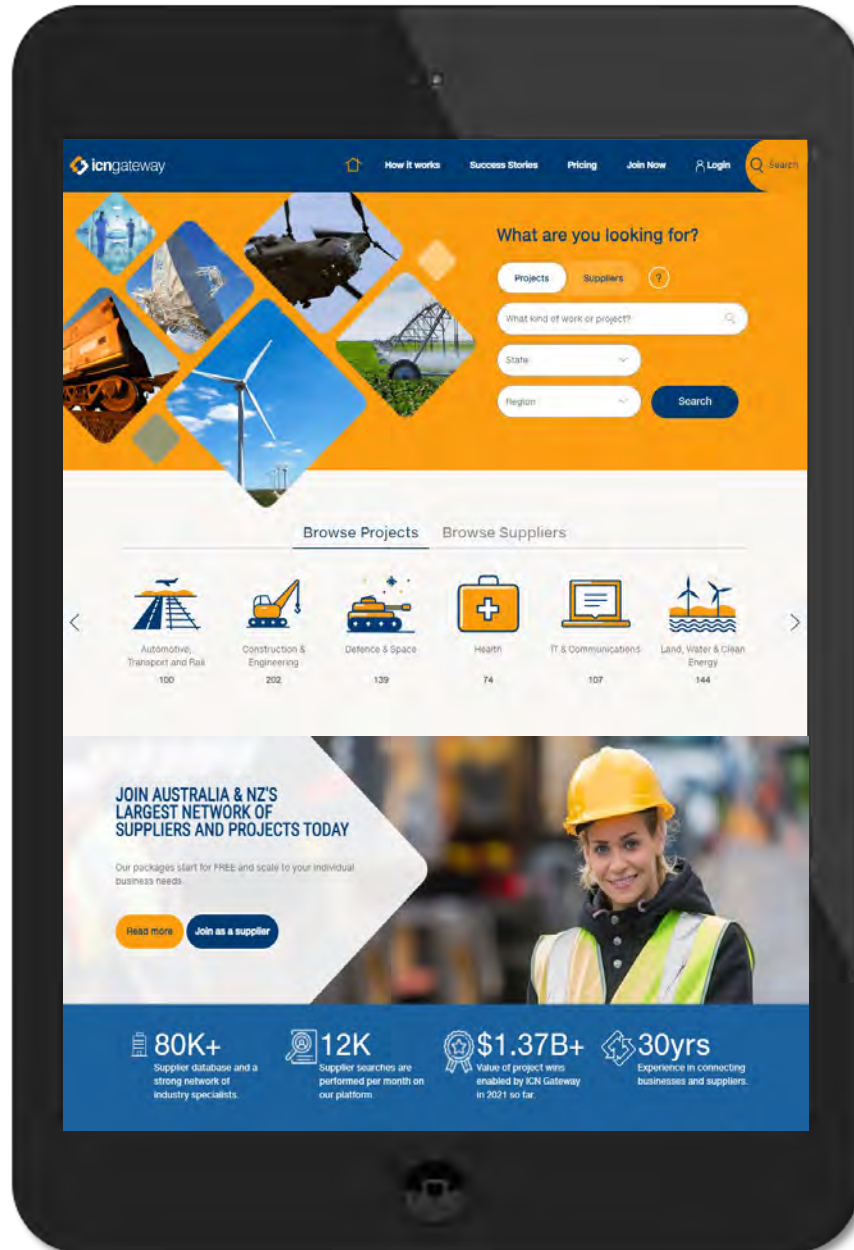 icngateway
How it works
Success Stories
Pricing
Join Now
Login
Search
What are you looking for?
Projects
Suppliers
?
What kind of work or project?
State
Region
Search
Browse Projects
Browse Suppliers
Automotive,
Transport and Rail
100
Construction &
Engineering
202
Defence & Space
139
Health
74
IT & Communications
107
Land, Water & Clean
Energy
144
JOIN AUSTRALIA & NZ'S
LARGEST NETWORK OF
SUPPLIERS AND PROJECTS TODAY
Our packages start for FREE and scale to your individual
business needs.
Read more
Join as a supplier
80K+
Supplier database and a
strong network of
industry specialists.
12K
Supplier searches are
performed per month on
our platform.
$1.37B+
Value of project wins
enabled by ICN Gateway
in 2021 so far.
30yrs
Experience in connecting
businesses and suppliers.